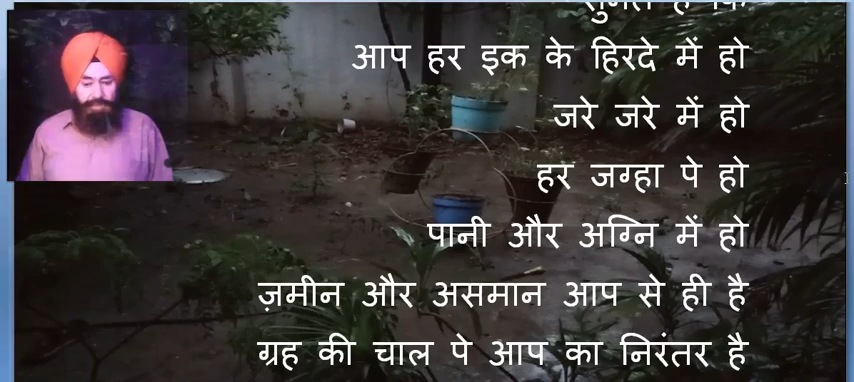 आप हर इक के हिरदे में हो
जरे जरे में हो
हर जग्हा पे हो
पानी और अग्नि में हो
ज़मीन और असमान आप से ही है
ग्रह की चाल पे आप का निरंतर है